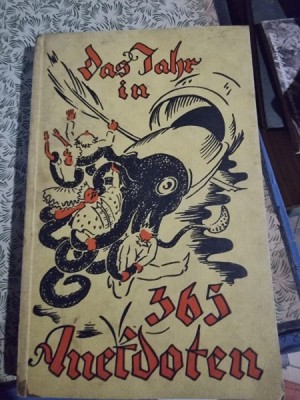 das Jahr
in
365
Anekdoten